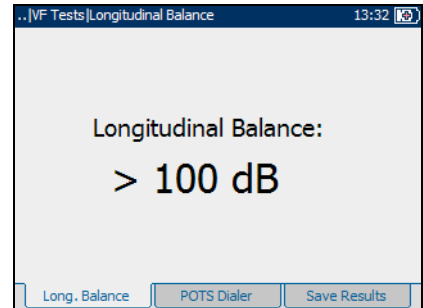 ..|VF Tests|Longitudinal Balance 13:32
Longitudinal Balance:
> 100 dB
Long. Balance POTS Dialer Save Results